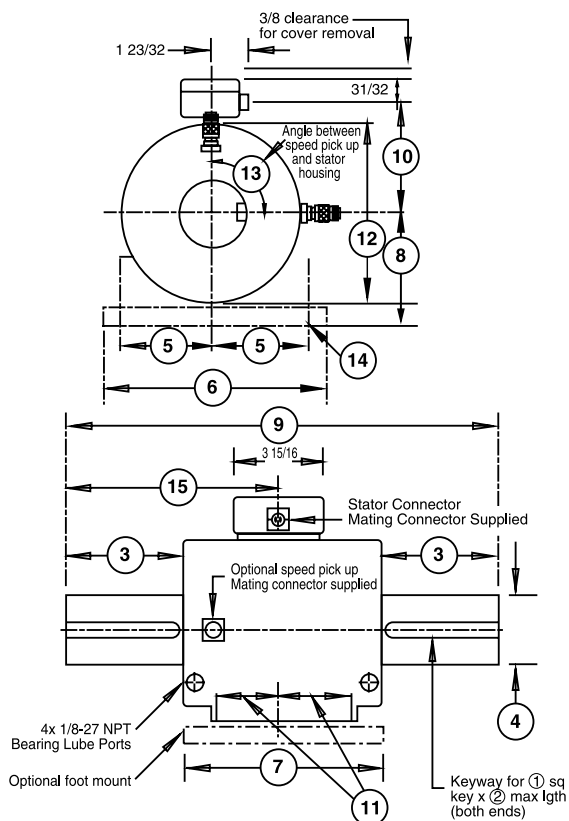 3/8 clearance
for cover removal
1 23/32
31/32
Angle between
speed pick up
and stator
housing
10
13
12
8
5
5
14
6
9
3 15/16
15
Stator Connector
Mating Connector Supplied
3
3
Optional speed pick up
Mating connector supplied
4x 1/8-27 NPT
Bearing Lube Ports
4
Optional foot mount
7
11
Keyway for ① sq
key x ② max lgth
(both ends)